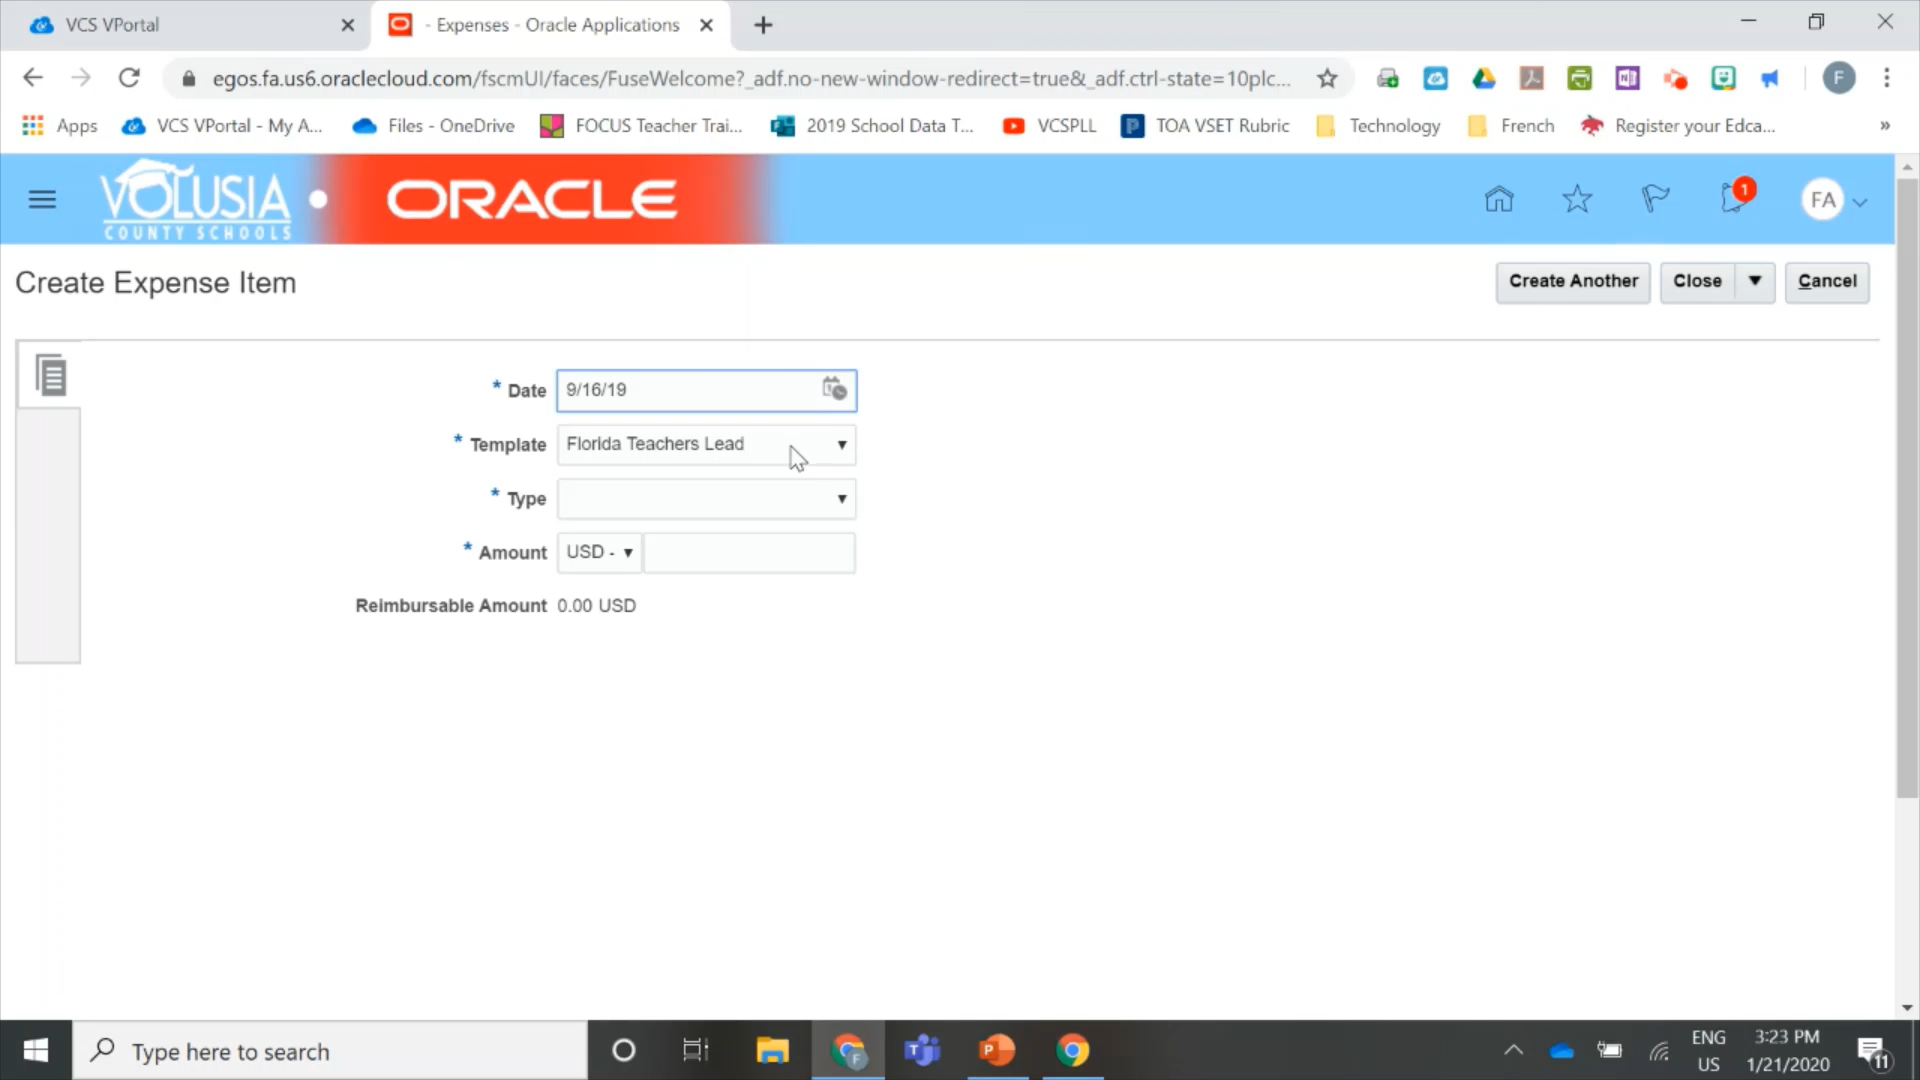 VCS VPortal
- Expenses - Oracle Applications
egos.fa.us6.oraclecloud.com/fscmUI/faces/FuseWelcome?_adf.no-new-window-redirect=true&_adf.ctrl-state=10plc...
F
Apps
VCS VPortal - My A...
Files - OneDrive
FOCUS Teacher Trai...
2019 School Data T...
VCSPLL
TOA VSET Rubric
Technology
French
Register your Edca...
»
VOLUSIA
COUNTY SCHOOLS
ORACLE
1
FA
Create Expense Item
Create Another
Close
Cancel
* Date 9/16/19
* Template Florida Teachers Lead
* Type
* Amount USD -
Reimbursable Amount 0.00 USD
Type here to search
ENG
US
3:23 PM
1/21/2020
11